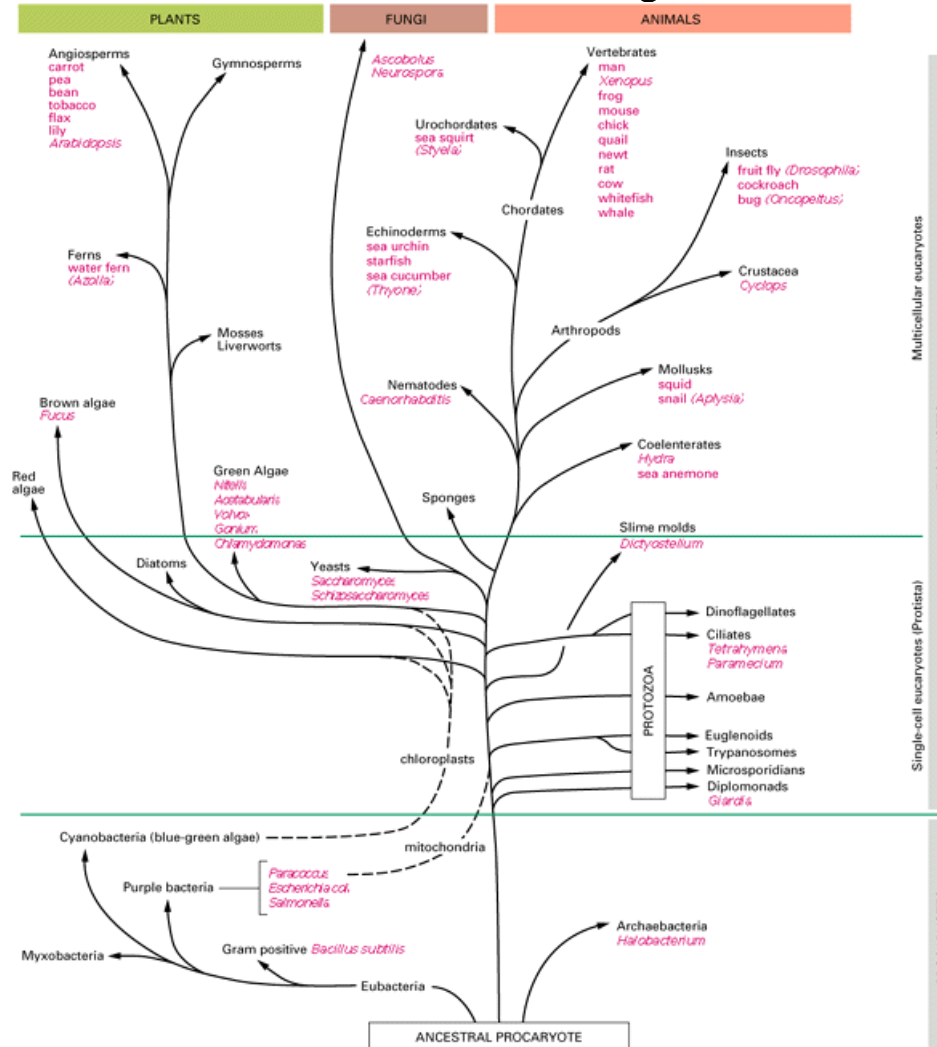 PLANTS
FUNGI
ANIMALS
Angiosperms
carrot
pea
bean
tobacco
flax
lily
Arabidopsis
Gymnosperms
Ascobolus
Neurospora
Vertebrates
man
Xenopus
frog
mouse
chick
quail
newt
rat
cow
whitefish
whale
Urochordates
sea squirt
(Styela)
Insects
fruit fly (Drosophila)
cockroach
bug (Oncopeltus)
Chordates
Echinoderms
sea urchin
starfish
sea cucumber
(Thyone)
Ferns
water fern
(Azolla)
Crustacea
Cyclops
Arthropods
Mosses
Liverworts
Mollusks
squid
snail (Aplysia)
Nematodes
Caenorhabditis
Brown algae
Fucus
Coelenterates
Hydra
sea anemone
Red
algae
Green Algae
Nitella
Acetabularia
Volvox
Gonium
Chlamydomonas
Sponges
Slime molds
Dictyostelium
Multicellular eucaryotes
Diatoms
Yeasts
Saccharomyces
Schizosaccharomyces
PROTOZOA
Dinoflagellates
Ciliates
Tetrahymena
Paramecium
Amoebae
Euglenoids
Trypanosomes
Microsporidians
Diplomonads
Giardia
Single-cell eucaryotes (Protista)
chloroplasts
Cyanobacteria (blue-green algae)
mitochondria
Purple bacteria
Paracoccus
Escherichia coli
Salmonella
Archaebacteria
Halobacterium
Gram positive Bacillus subtilis
Myxobacteria
Eubacteria
ANCESTRAL PROCARYOTE